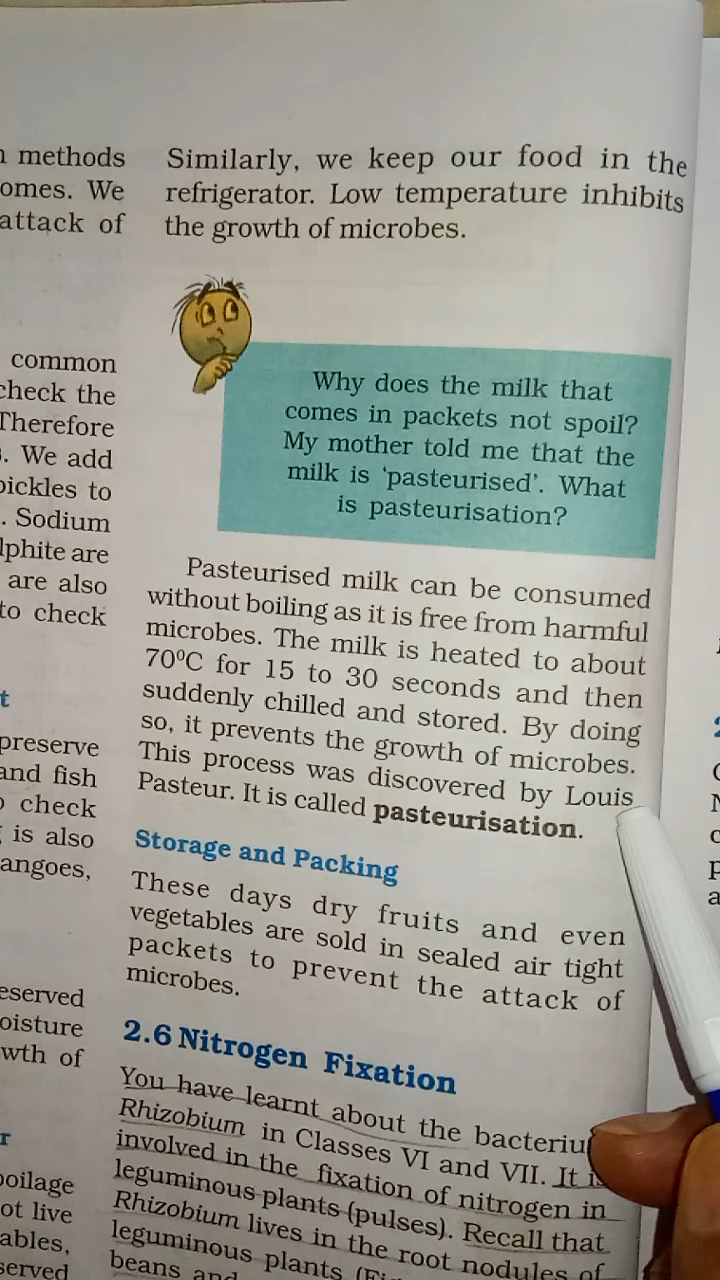 methods
omes. We
attack of
common
check the
Therefore
. We add
pickles to
. Sodium
lphite are
are also
to check
t
preserve
and fish
check
is also
angoes,
eserved
oisture
wth of
r
poilage
ot live
ables,
served
Similarly, we keep our food in the
refrigerator. Low temperature inhibits
the growth of microbes.
Why does the milk that
comes in packets not spoil?
My mother told me that the
milk is ‘pasteurised’. What
is pasteurisation?
Pasteurised milk can be consumed
without boiling as it is free from harmful
microbes. The milk is heated to about
70⁰C for 15 to 30 seconds and then
suddenly chilled and stored. By doing
so, it prevents the growth of microbes.
This process was discovered by Louis
Pasteur. It is called pasteurisation.
Storage and Packing
These days dry fruits and even
vegetables are sold in sealed air tight
packets to prevent the attack of
microbes.
2.6 Nitrogen Fixation
You have learnt about the bacteriu
Rhizobium in Classes VI and VII. It is
involved in the fixation of nitrogen in
leguminous plants (pulses). Recall that
Rhizobium lives in the root nodules of
leguminous plants
beans and